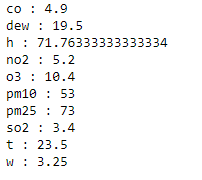 co : 4.9
dew : 19.5
h : 71.76333333333334
no2 : 5.2
o3 : 10.4
pm10 : 53
pm25 : 73
so2 : 3.4
t : 23.5
w : 3.25